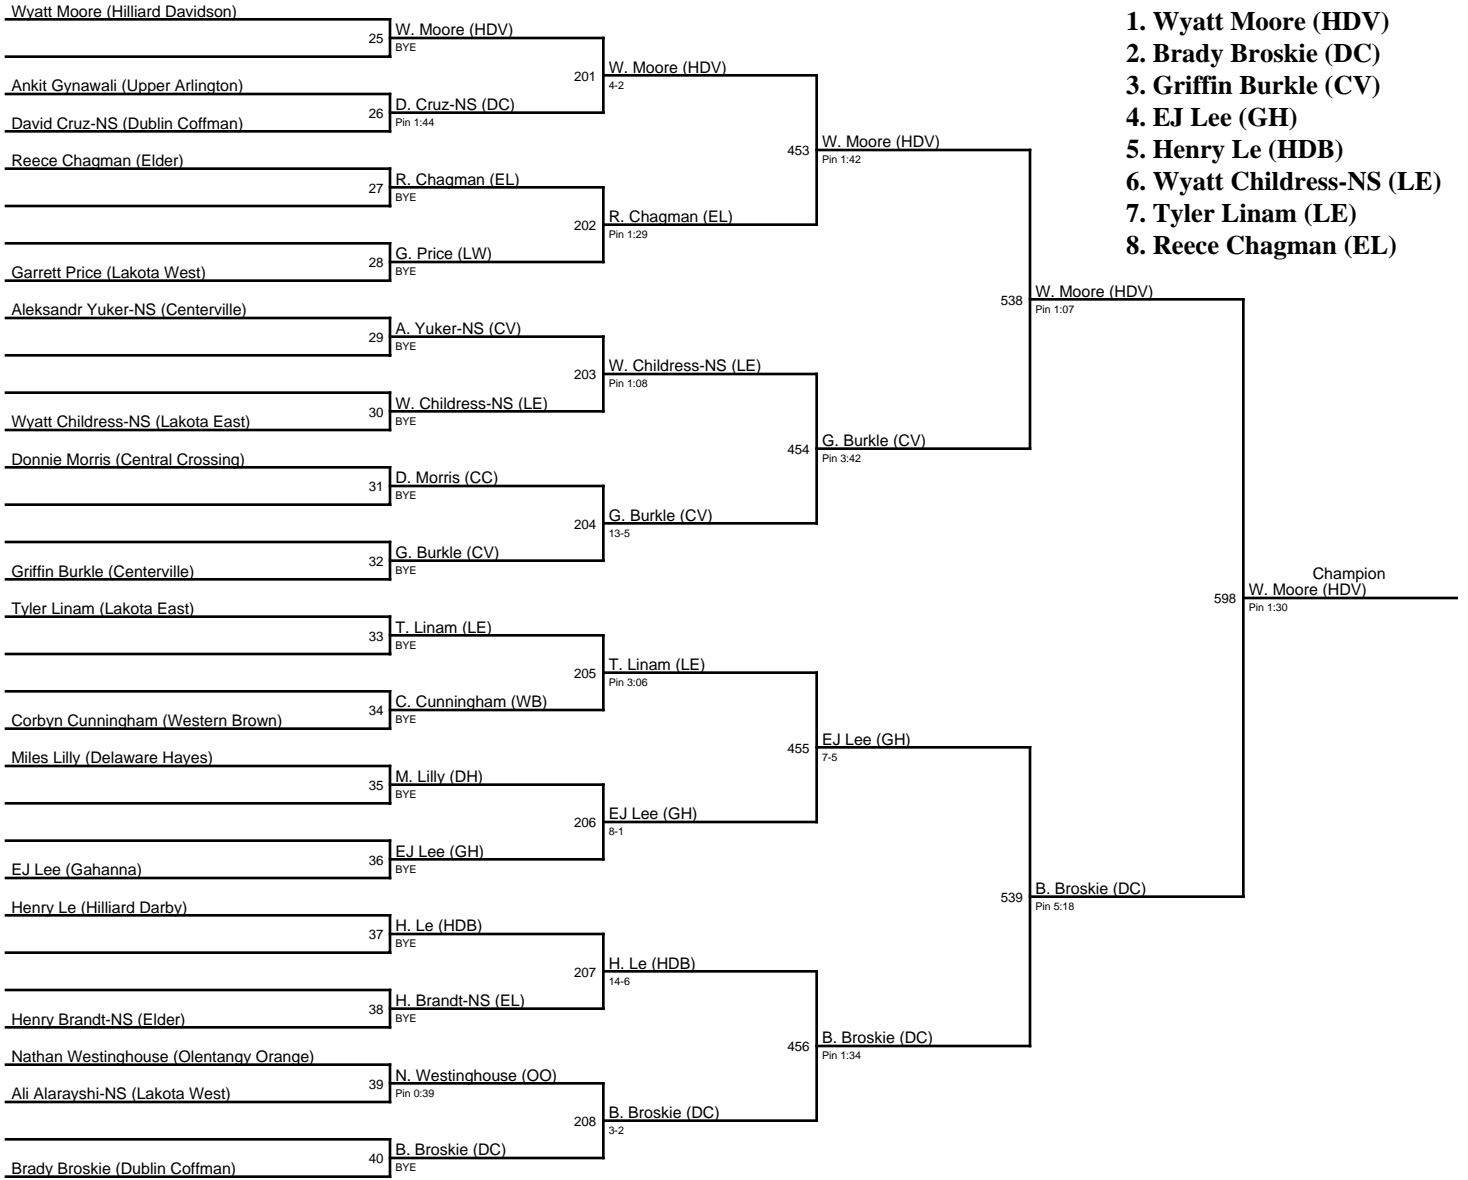 Wyatt Moore (Hilliard Davidson)
25
W. Moore (HDV)
BYE
Ankit Gynawali (Upper Arlington)
26
D. Cruz-NS (DC)
Pin 1:44
David Cruz-NS (Dublin Coffman)
201
W. Moore (HDV)
4-2
Reece Chagman (Elder)
27
R. Chagman (EL)
BYE
202
R. Chagman (EL)
Pin 1:29
28
G. Price (LW)
BYE
Garrett Price (Lakota West)
453
W. Moore (HDV)
Pin 1:42
Aleksandr Yuker-NS (Centerville)
29
A. Yuker-NS (CV)
BYE
203
W. Childress-NS (LE)
Pin 1:08
30
W. Childress-NS (LE)
BYE
Wyatt Childress-NS (Lakota East)
Donnie Morris (Central Crossing)
31
D. Morris (CC)
BYE
204
G. Burkle (CV)
13-5
32
G. Burkle (CV)
BYE
Griffin Burkle (Centerville)
454
G. Burkle (CV)
Pin 3:42
538
W. Moore (HDV)
Pin 1:07
Tyler Linam (Lakota East)
33
T. Linam (LE)
BYE
205
T. Linam (LE)
Pin 3:06
34
C. Cunningham (WB)
BYE
Corbyn Cunningham (Western Brown)
Miles Lilly (Delaware Hayes)
35
M. Lilly (DH)
BYE
206
EJ Lee (GH)
8-1
36
EJ Lee (GH)
BYE
EJ Lee (Gahanna)
455
EJ Lee (GH)
7-5
Henry Le (Hilliard Darby)
37
H. Le (HDB)
BYE
207
H. Le (HDB)
14-6
38
H. Brandt-NS (EL)
BYE
Henry Brandt-NS (Elder)
Nathan Westinghouse (Olentangy Orange)
39
N. Westinghouse (OO)
Pin 0:39
Ali Alarayshi-NS (Lakota West)
208
B. Broskie (DC)
3-2
40
B. Broskie (DC)
BYE
Brady Broskie (Dublin Coffman)
456
B. Broskie (DC)
Pin 1:34
539
B. Broskie (DC)
Pin 5:18
598
Champion
W. Moore (HDV)
Pin 1:30
1. Wyatt Moore (HDV)
2. Brady Broskie (DC)
3. Griffin Burkle (CV)
4. EJ Lee (GH)
5. Henry Le (HDB)
6. Wyatt Childress-NS (LE)
7. Tyler Linam (LE)
8. Reece Chagman (EL)